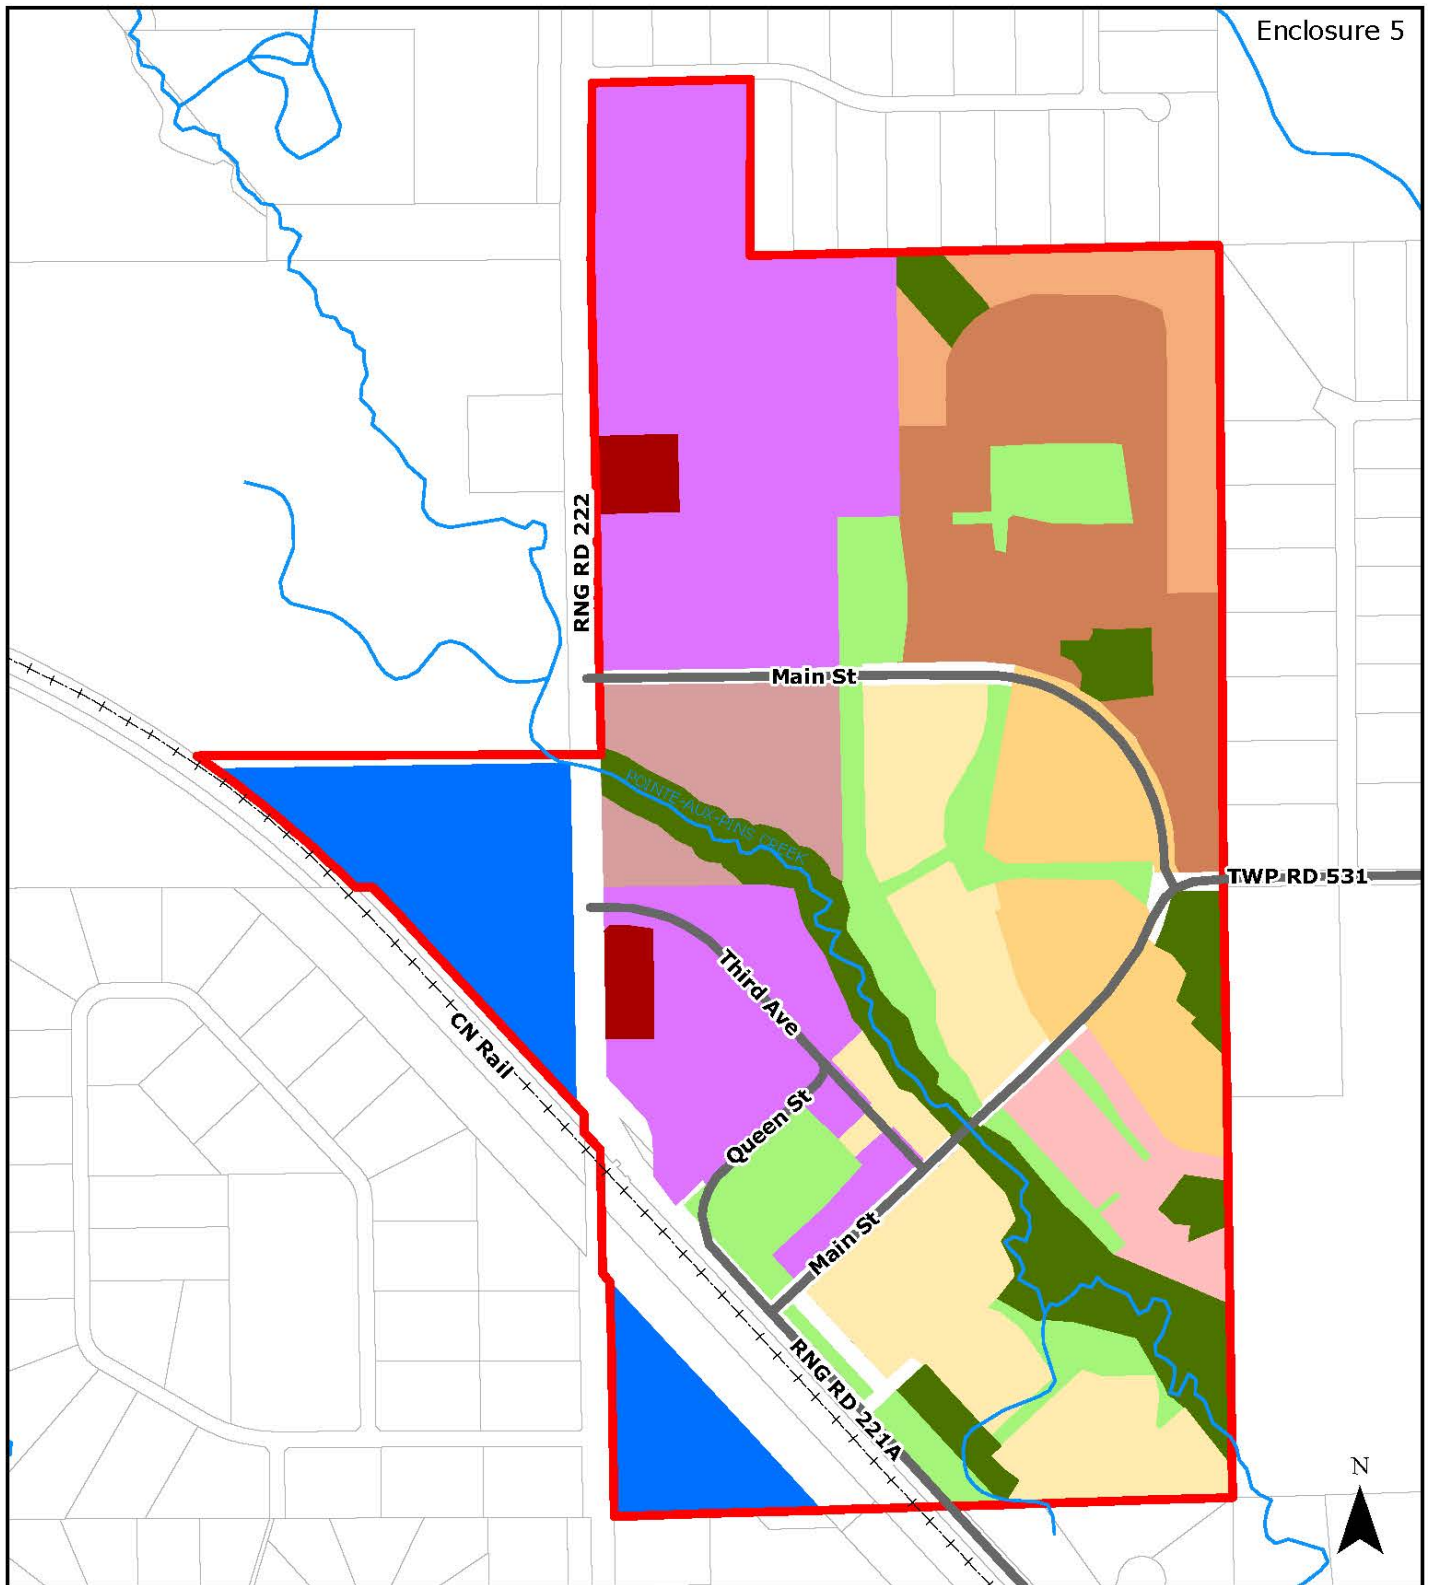 Enclosure 5
RNG RD 222
Main St
POINTE-AUX-PINS CREEK
TWP RD 531
Third Ave
CN Rail
Queen St
Main St
RNG RD 221A
N